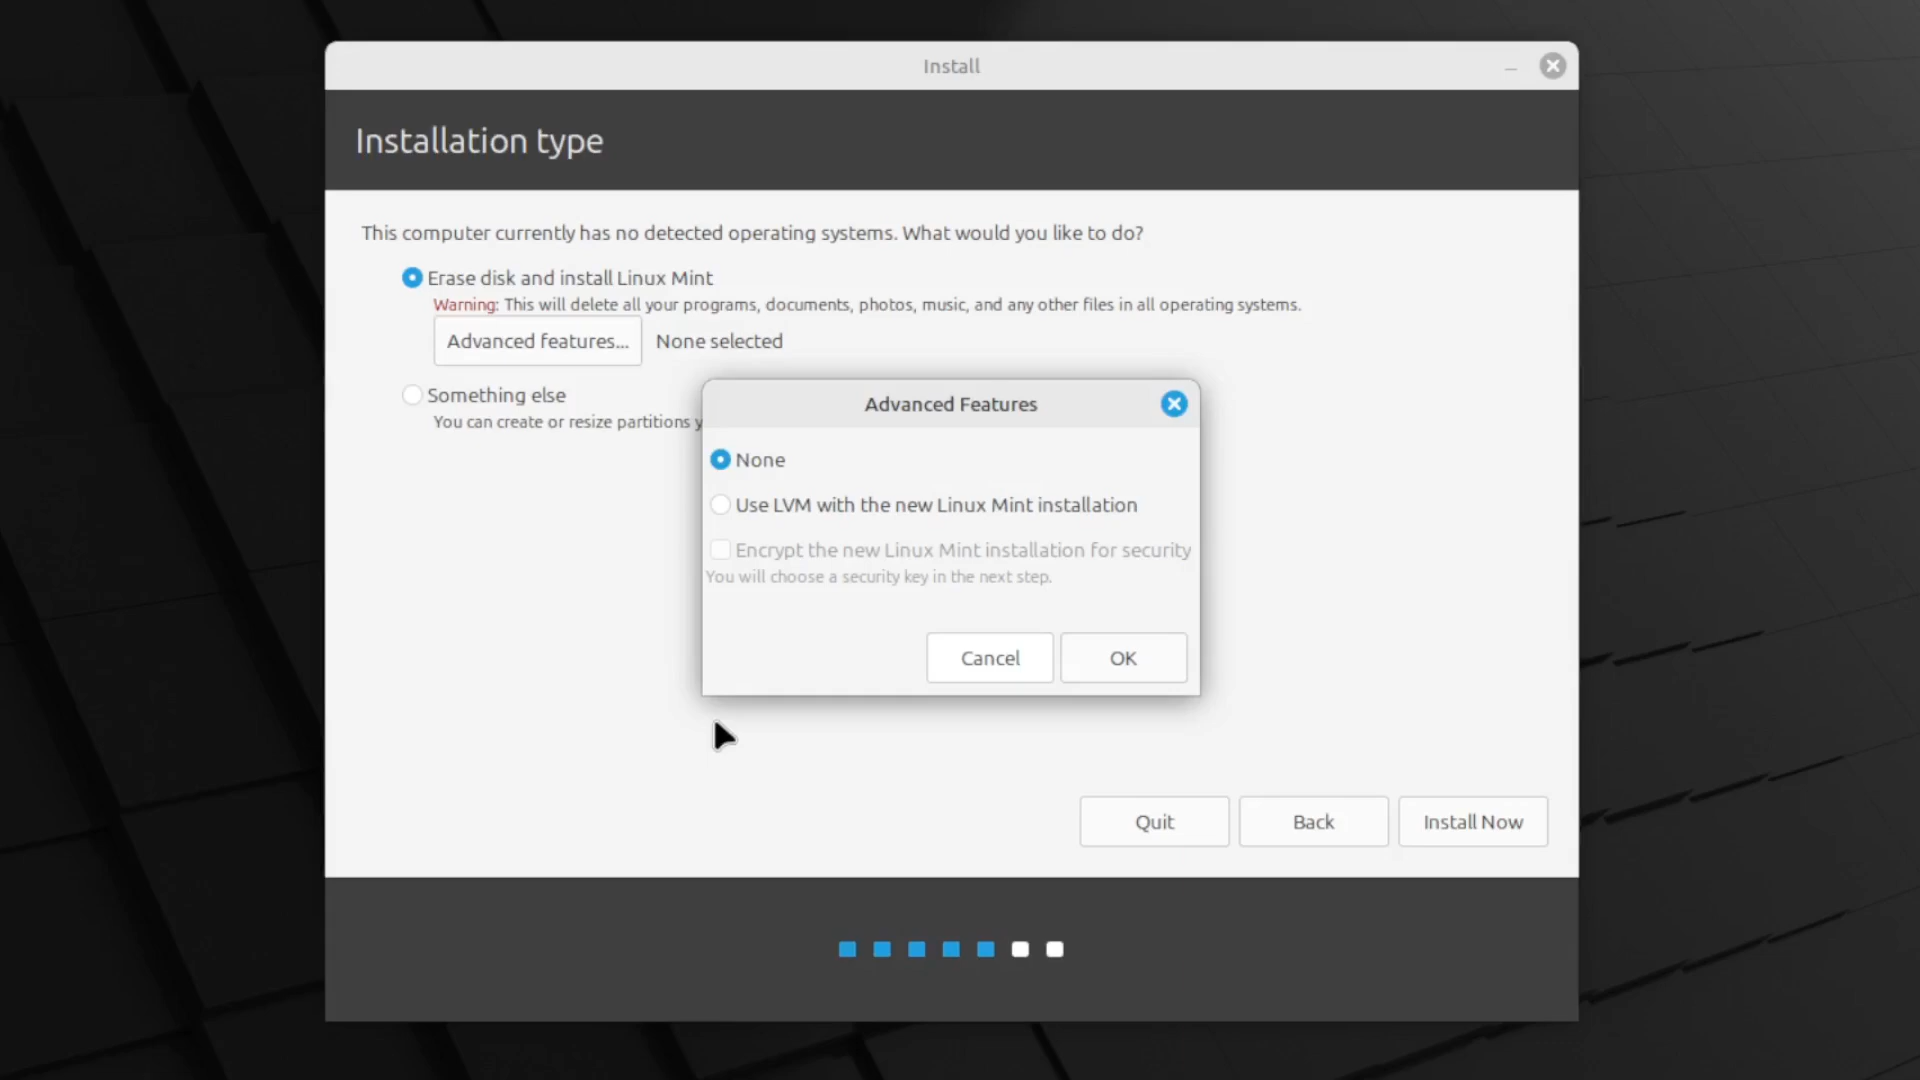 Install
Installation type
This computer currently has no detected operating systems. What would you like to do?
Erase disk and install Linux Mint
Warning: This will delete all your programs, documents, photos, music, and any other files in all operating systems.
Advanced features... None selected
Something else
You can create or resize partitions
Advanced Features
None
Use LVM with the new Linux Mint installation
Encrypt the new Linux Mint installation for security
You will choose a security key in the next step.
Cancel OK
Quit Back Install Now